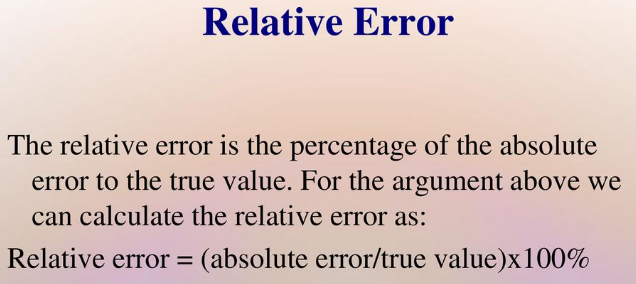 Relative Error
The relative error is the percentage of the absolute
error to the true value. For the argument above we
can calculate the relative error as:
Relative error = (absolute error/true value)x100%